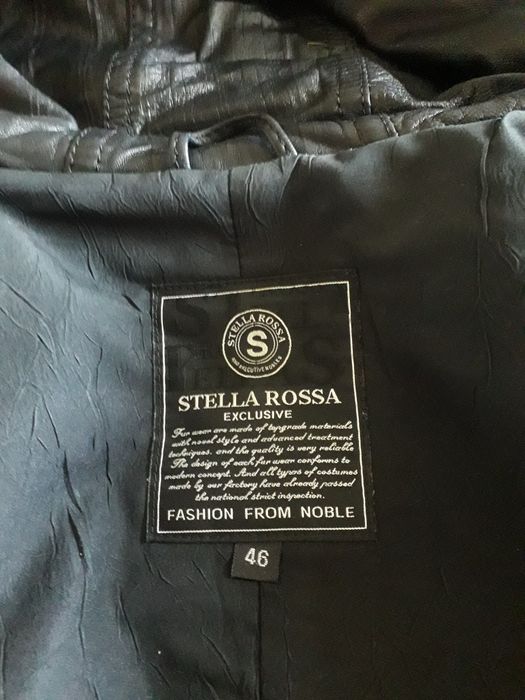 STELLA ROSSA
S
STELLA ROSSA
EXCLUSIVE
Fur wear are made of topgrade materials
with novel style and advanced treatment
techniques. and the quality is very reliable
The design of each fur wear conforms to
modern concept. And all types of costumes
made by our factory have already passed
the national strict inspection.
FASHION FROM NOBLE
46